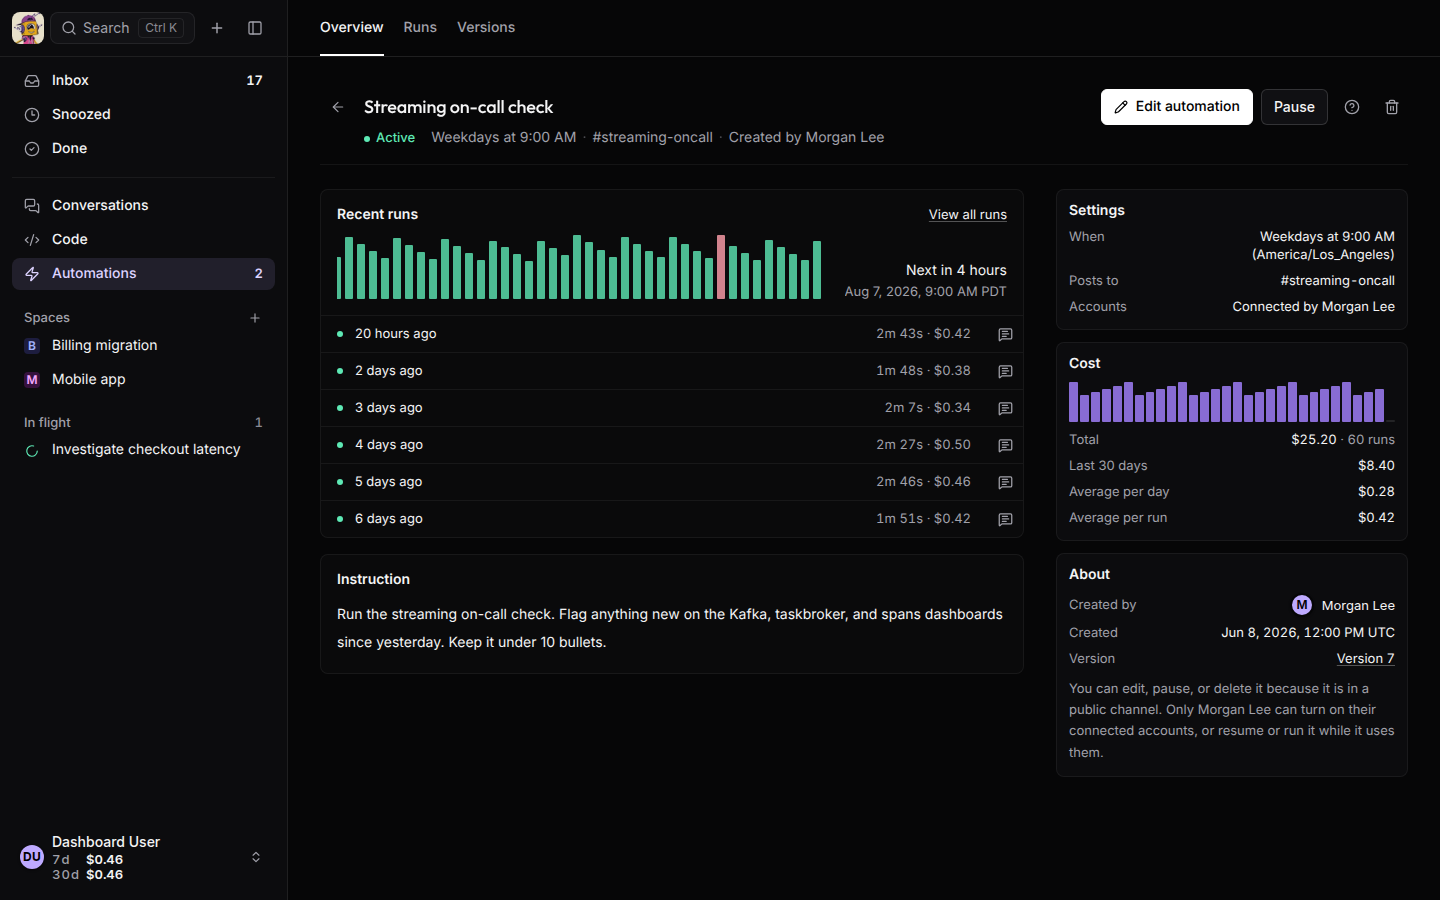 Search
Ctrl K
Inbox
17
Snoozed
Done
Conversations
Code
Automations
2
Spaces
B
Billing migration
M
Mobile app
In flight
1
Investigate checkout latency
DU
Dashboard User
7d $0.46
30d $0.46
Overview
Runs
Versions
Streaming on-call check
Edit automation
Pause
Active
Weekdays at 9:00 AM · #streaming-oncall · Created by Morgan Lee
Recent runs
View all runs
Next in 4 hours
Aug 7, 2026, 9:00 AM PDT
20 hours ago
2m 43s · $0.42
2 days ago
1m 48s · $0.38
3 days ago
2m 7s · $0.34
4 days ago
2m 27s · $0.50
5 days ago
2m 46s · $0.46
6 days ago
1m 51s · $0.42
Instruction
Run the streaming on-call check. Flag anything new on the Kafka, taskbroker, and spans dashboards
since yesterday. Keep it under 10 bullets.
Settings
When
Weekdays at 9:00 AM
(America/Los_Angeles)
Posts to
#streaming-oncall
Accounts
Connected by Morgan Lee
Cost
Total
$25.20 · 60 runs
Last 30 days
$8.40
Average per day
$0.28
Average per run
$0.42
About
Created by
M
Morgan Lee
Created
Jun 8, 2026, 12:00 PM UTC
Version
Version 7
You can edit, pause, or delete it because it is in a
public channel. Only Morgan Lee can turn on their
connected accounts, or resume or run it while it uses
them.